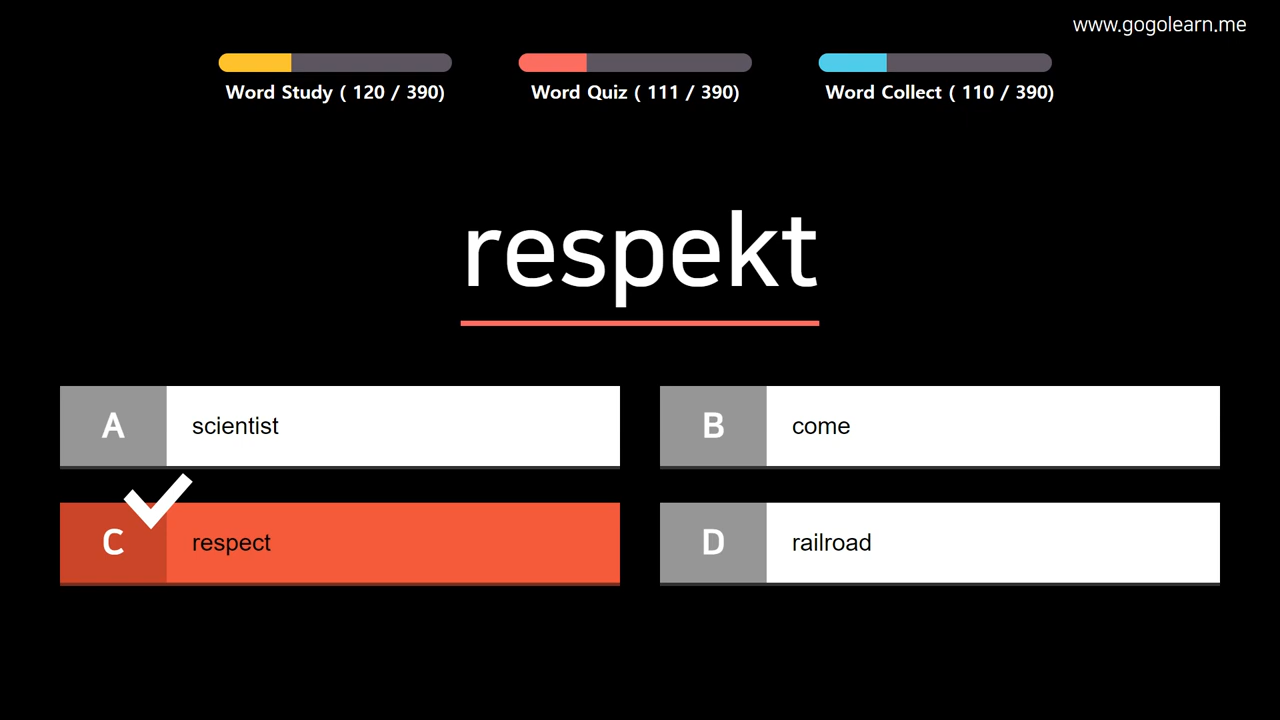 www.gogolearn.me
Word Study ( 120 / 390)
Word Quiz ( 111 / 390)
Word Collect ( 110 / 390)
respekt
A scientist
B come
C respect
D railroad